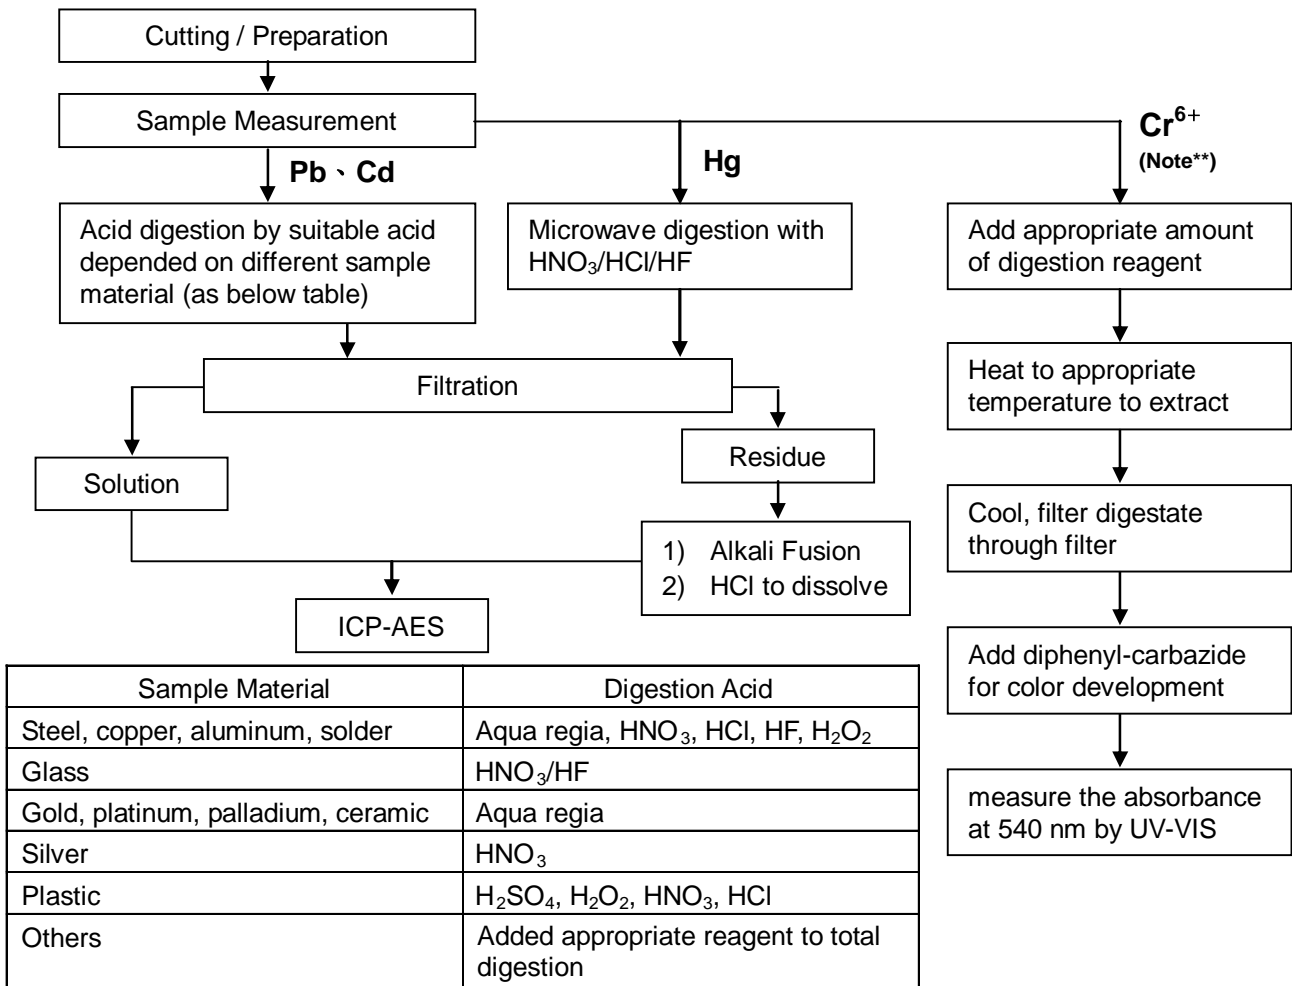 Cutting / Preparation
Sample Measurement
Pb、Cd
Hg
Cr⁶⁺
(Note**)
Acid digestion by suitable acid
depended on different sample
material (as below table)
Microwave digestion with
HNO₃/HCl/HF
Add appropriate amount
of digestion reagent
Filtration
Heat to appropriate
temperature to extract
Solution
Residue
1) Alkali Fusion
2) HCl to dissolve
Cool, filter digestate
through filter
ICP-AES
Add diphenyl-carbazide
for color development
measure the absorbance
at 540 nm by UV-VIS
Sample Material Digestion Acid
Steel, copper, aluminum, solder Aqua regia, HNO₃, HCl, HF, H₂O₂
Glass HNO₃/HF
Gold, platinum, palladium, ceramic Aqua regia
Silver HNO₃
Plastic H₂SO₄, H₂O₂, HNO₃, HCl
Others Added appropriate reagent to total
digestion